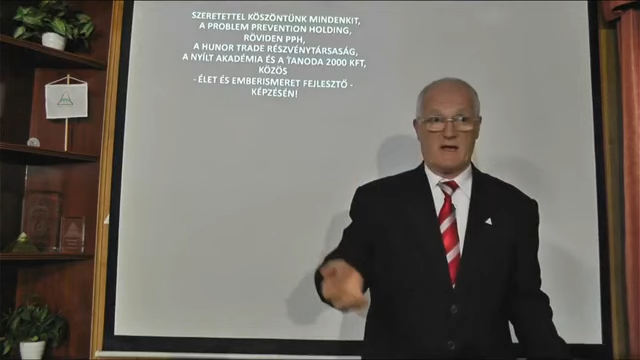 SZERETETTEL KÖSZÖNTÜNK MINDENKIT,
A PROBLEM PREVENTION HOLDING,
RÖVIDEN PPH,
A HUNOR TRADE RÉSZVÉNYTÁRSASÁG,
A NYÍLT AKADÉMIA ÉS A TANODA 2000 KFT,
KÖZÖS
- ÉLET ÉS EMBERISMERET FEJLESZTŐ -
KÉPZÉSÉN!